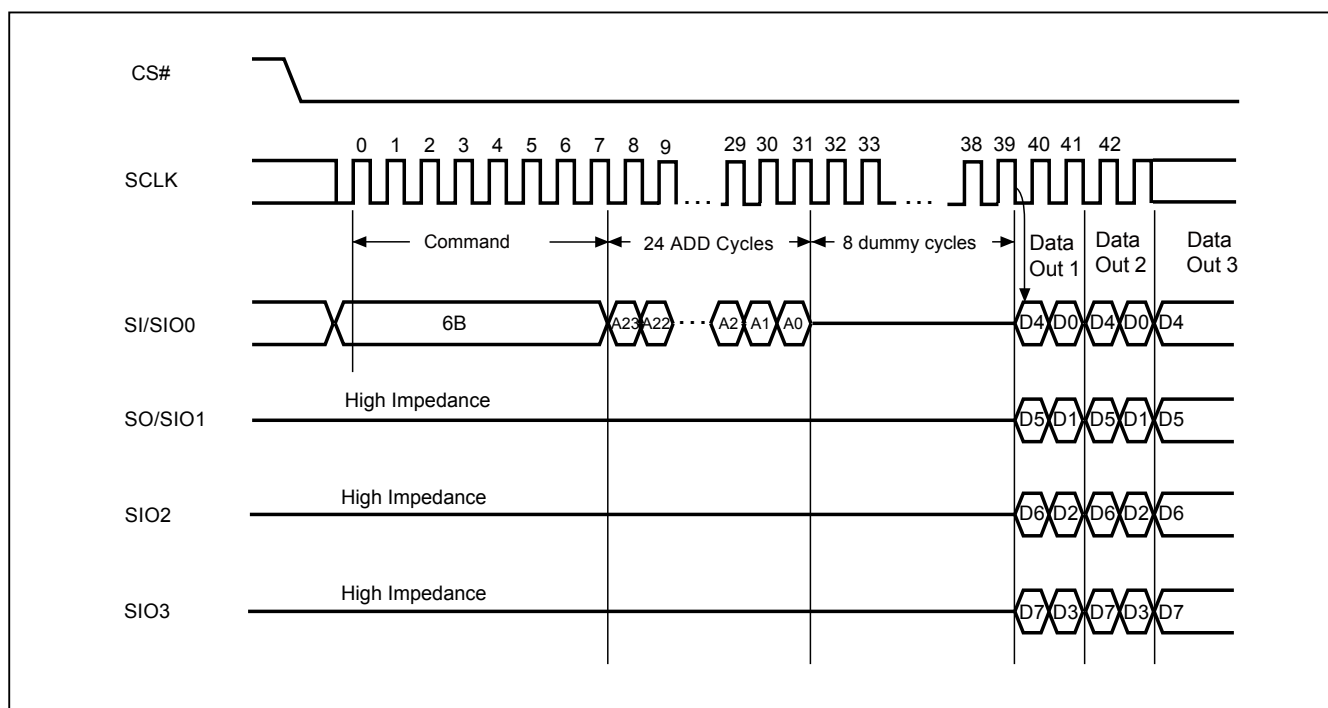 CS#
0 1 2 3 4 5 6 7 8 9 29 30 31 32 33 38 39 40 41 42
SCLK
Command 24 ADD Cycles 8 dummy cycles Data Out 1 Data Out 2 Data Out 3
SI/SIO0 6B A23 A22 A2 A1 A0 D4 D0 D4 D0 D4
High Impedance
SO/SIO1 D5 D1 D5 D1 D5
High Impedance
SIO2 D6 D2 D6 D2 D6
High Impedance
SIO3 D7 D3 D7 D3 D7